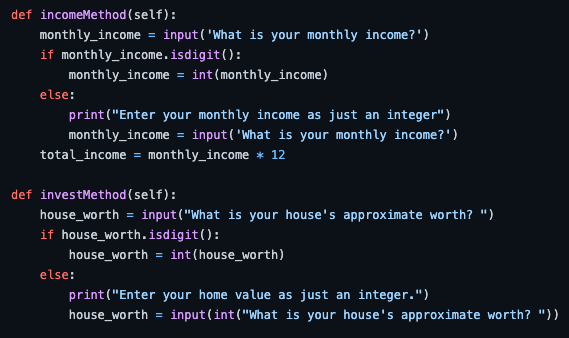 def incomeMethod(self):
    monthly_income = input('What is your monthly income?')
    if monthly_income.isdigit():
        monthly_income = int(monthly_income)
    else:
        print("Enter your monthly income as just an integer")
        monthly_income = input('What is your monthly income?')
    total_income = monthly_income * 12

def investMethod(self):
    house_worth = input("What is your house's approximate worth? ")
    if house_worth.isdigit():
        house_worth = int(house_worth)
    else:
        print("Enter your home value as just an integer.")
        house_worth = input(int("What is your house's approximate worth? "))